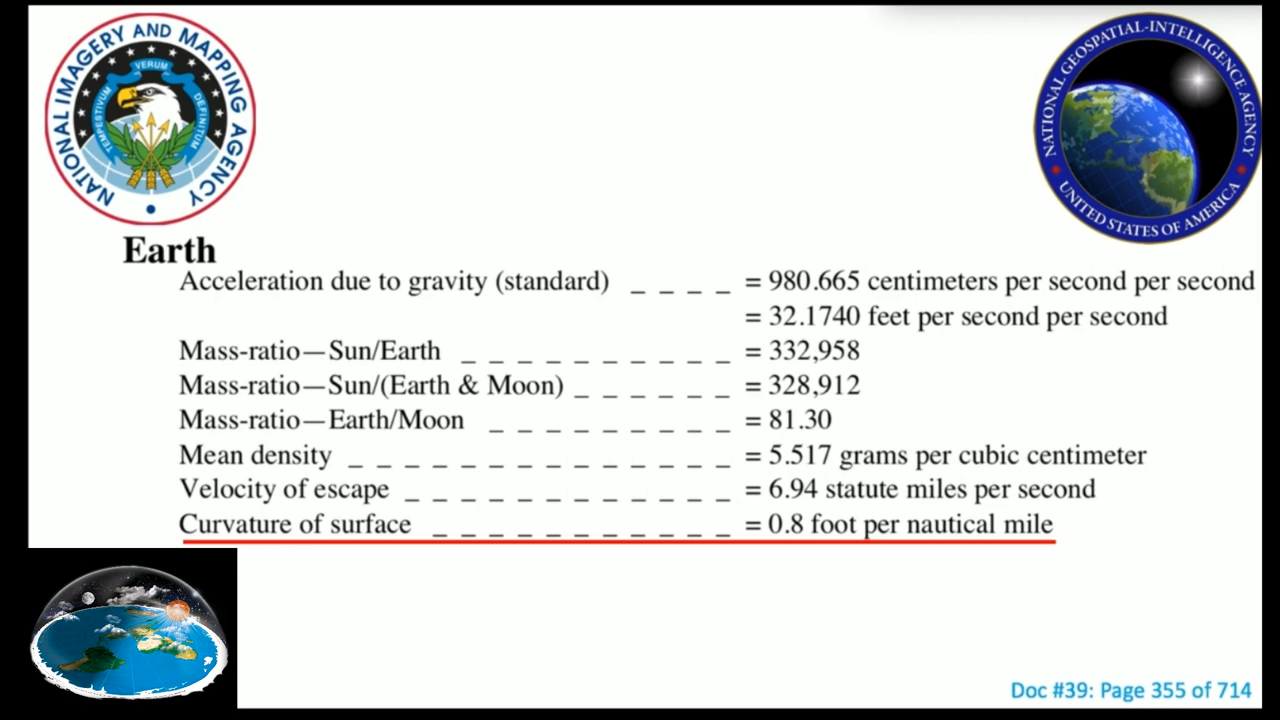 NATIONAL IMAGERY AND MAPPING AGENCY
TEMPESTIVUM VERUM DEFINITUM
NATIONAL GEOSPATIAL-INTELLIGENCE AGENCY
UNITED STATES OF AMERICA
Earth
Acceleration due to gravity (standard) _ _ _ _ = 980.665 centimeters per second per second
= 32.1740 feet per second per second
Mass-ratio—Sun/Earth _ _ _ _ _ _ _ _ _ _ = 332,958
Mass-ratio—Sun/(Earth & Moon) _ _ _ _ _ _ = 328,912
Mass-ratio—Earth/Moon _ _ _ _ _ _ _ _ _ = 81.30
Mean density _ _ _ _ _ _ _ _ _ _ _ _ _ _ = 5.517 grams per cubic centimeter
Velocity of escape _ _ _ _ _ _ _ _ _ _ _ _ = 6.94 statute miles per second
Curvature of surface _ _ _ _ _ _ _ _ _ _ _ = 0.8 foot per nautical mile
Doc #39: Page 355 of 714